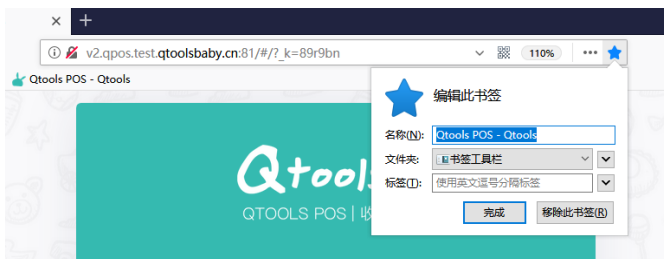 × +
v2.qpos.test.qtoolsbaby.cn:81/#/?_k=89r9bn 110% ···
Qtools POS - Qtools
编辑此书签
名称(N): Qtools POS - Qtools
文件夹: 书签工具栏
标签(T): 使用英文逗号分隔标签
完成 移除此书签(R)
Qtools
QTOOLS POS | 收